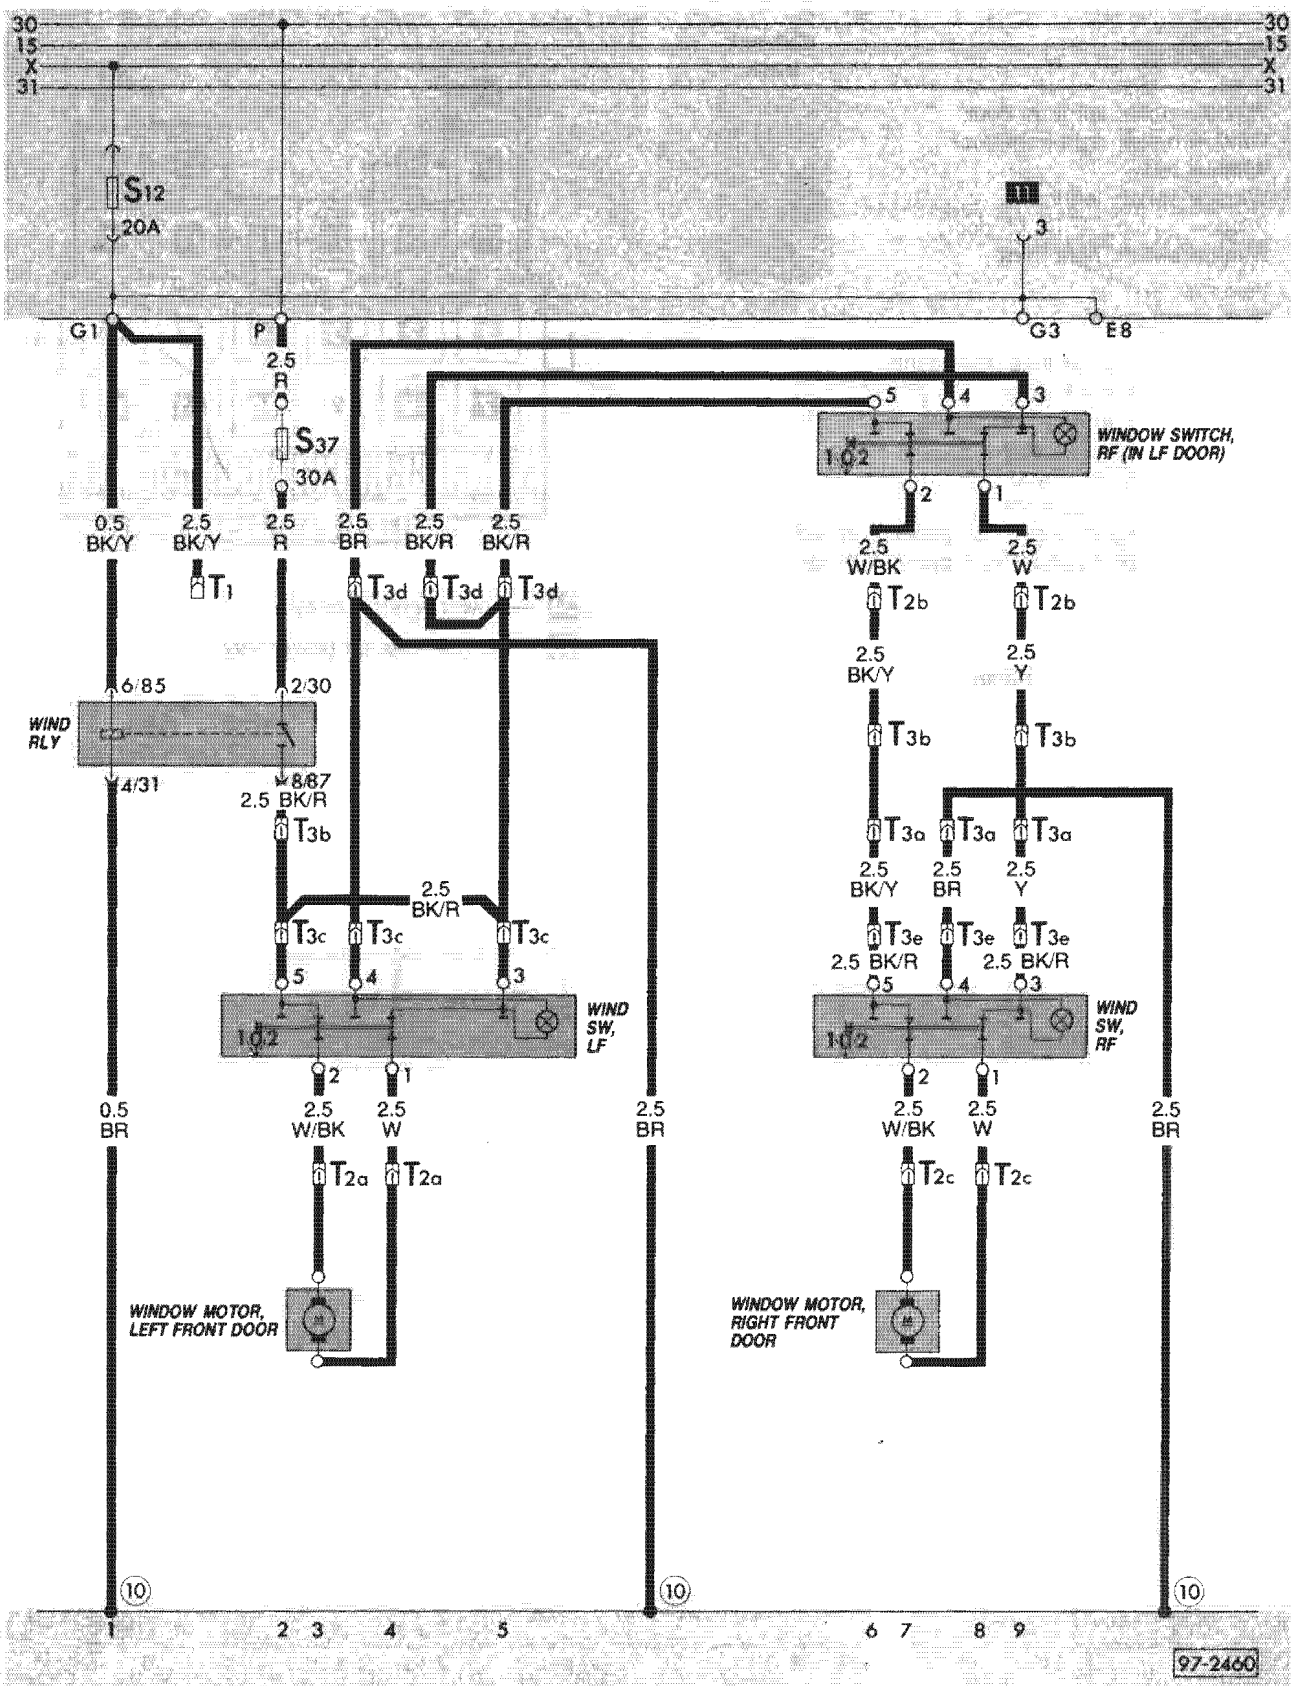 30 30
15 15
X X
31 31
S12
20A
11
3
G1 P G3 E8
2.5
R
S37
30A
5 4 3
WINDOW SWITCH,
RF (IN LF DOOR)
1 0 2
2 1
0.5 2.5 2.5 2.5 2.5 2.5
BK/Y BK/Y R BR BK/R BK/R
2.5 2.5
W/BK W
T1 T3d T3d T3d T2b T2b
2.5 2.5
BK/Y Y
6/85 2/30
WIND
RLY
T3b T3b
4/31 8/87
2.5 BK/R
T3b T3a T3a T3a
2.5 2.5 2.5
BK/Y BR Y
2.5
BK/R
T3c T3c T3c T3e T3e T3e
2.5 BK/R 2.5 BK/R
5 4 3 5 4 3
WIND
SW,
LF
WIND
SW,
RF
1 0 2 1 0 2
2 1 2 1
0.5 2.5 2.5 2.5 2.5 2.5 2.5
BR W/BK W BR W/BK W BR
T2a T2a T2c T2c
WINDOW MOTOR,
LEFT FRONT DOOR
M
WINDOW MOTOR,
RIGHT FRONT
DOOR
M
10 10 10
1 2 3 4 5 6 7 8 9
97-2460